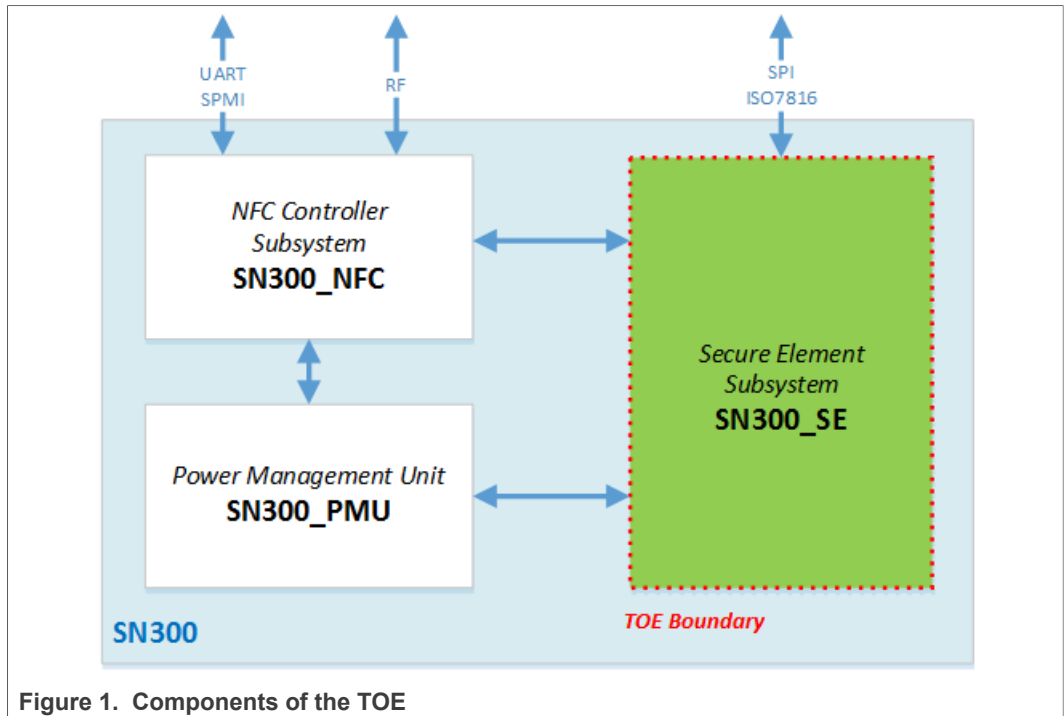 UART
SPMI
RF
SPI
ISO7816
NFC Controller
Subsystem
SN300_NFC
Secure Element
Subsystem
SN300_SE
Power Management Unit
SN300_PMU
SN300
TOE Boundary
Figure 1. Components of the TOE